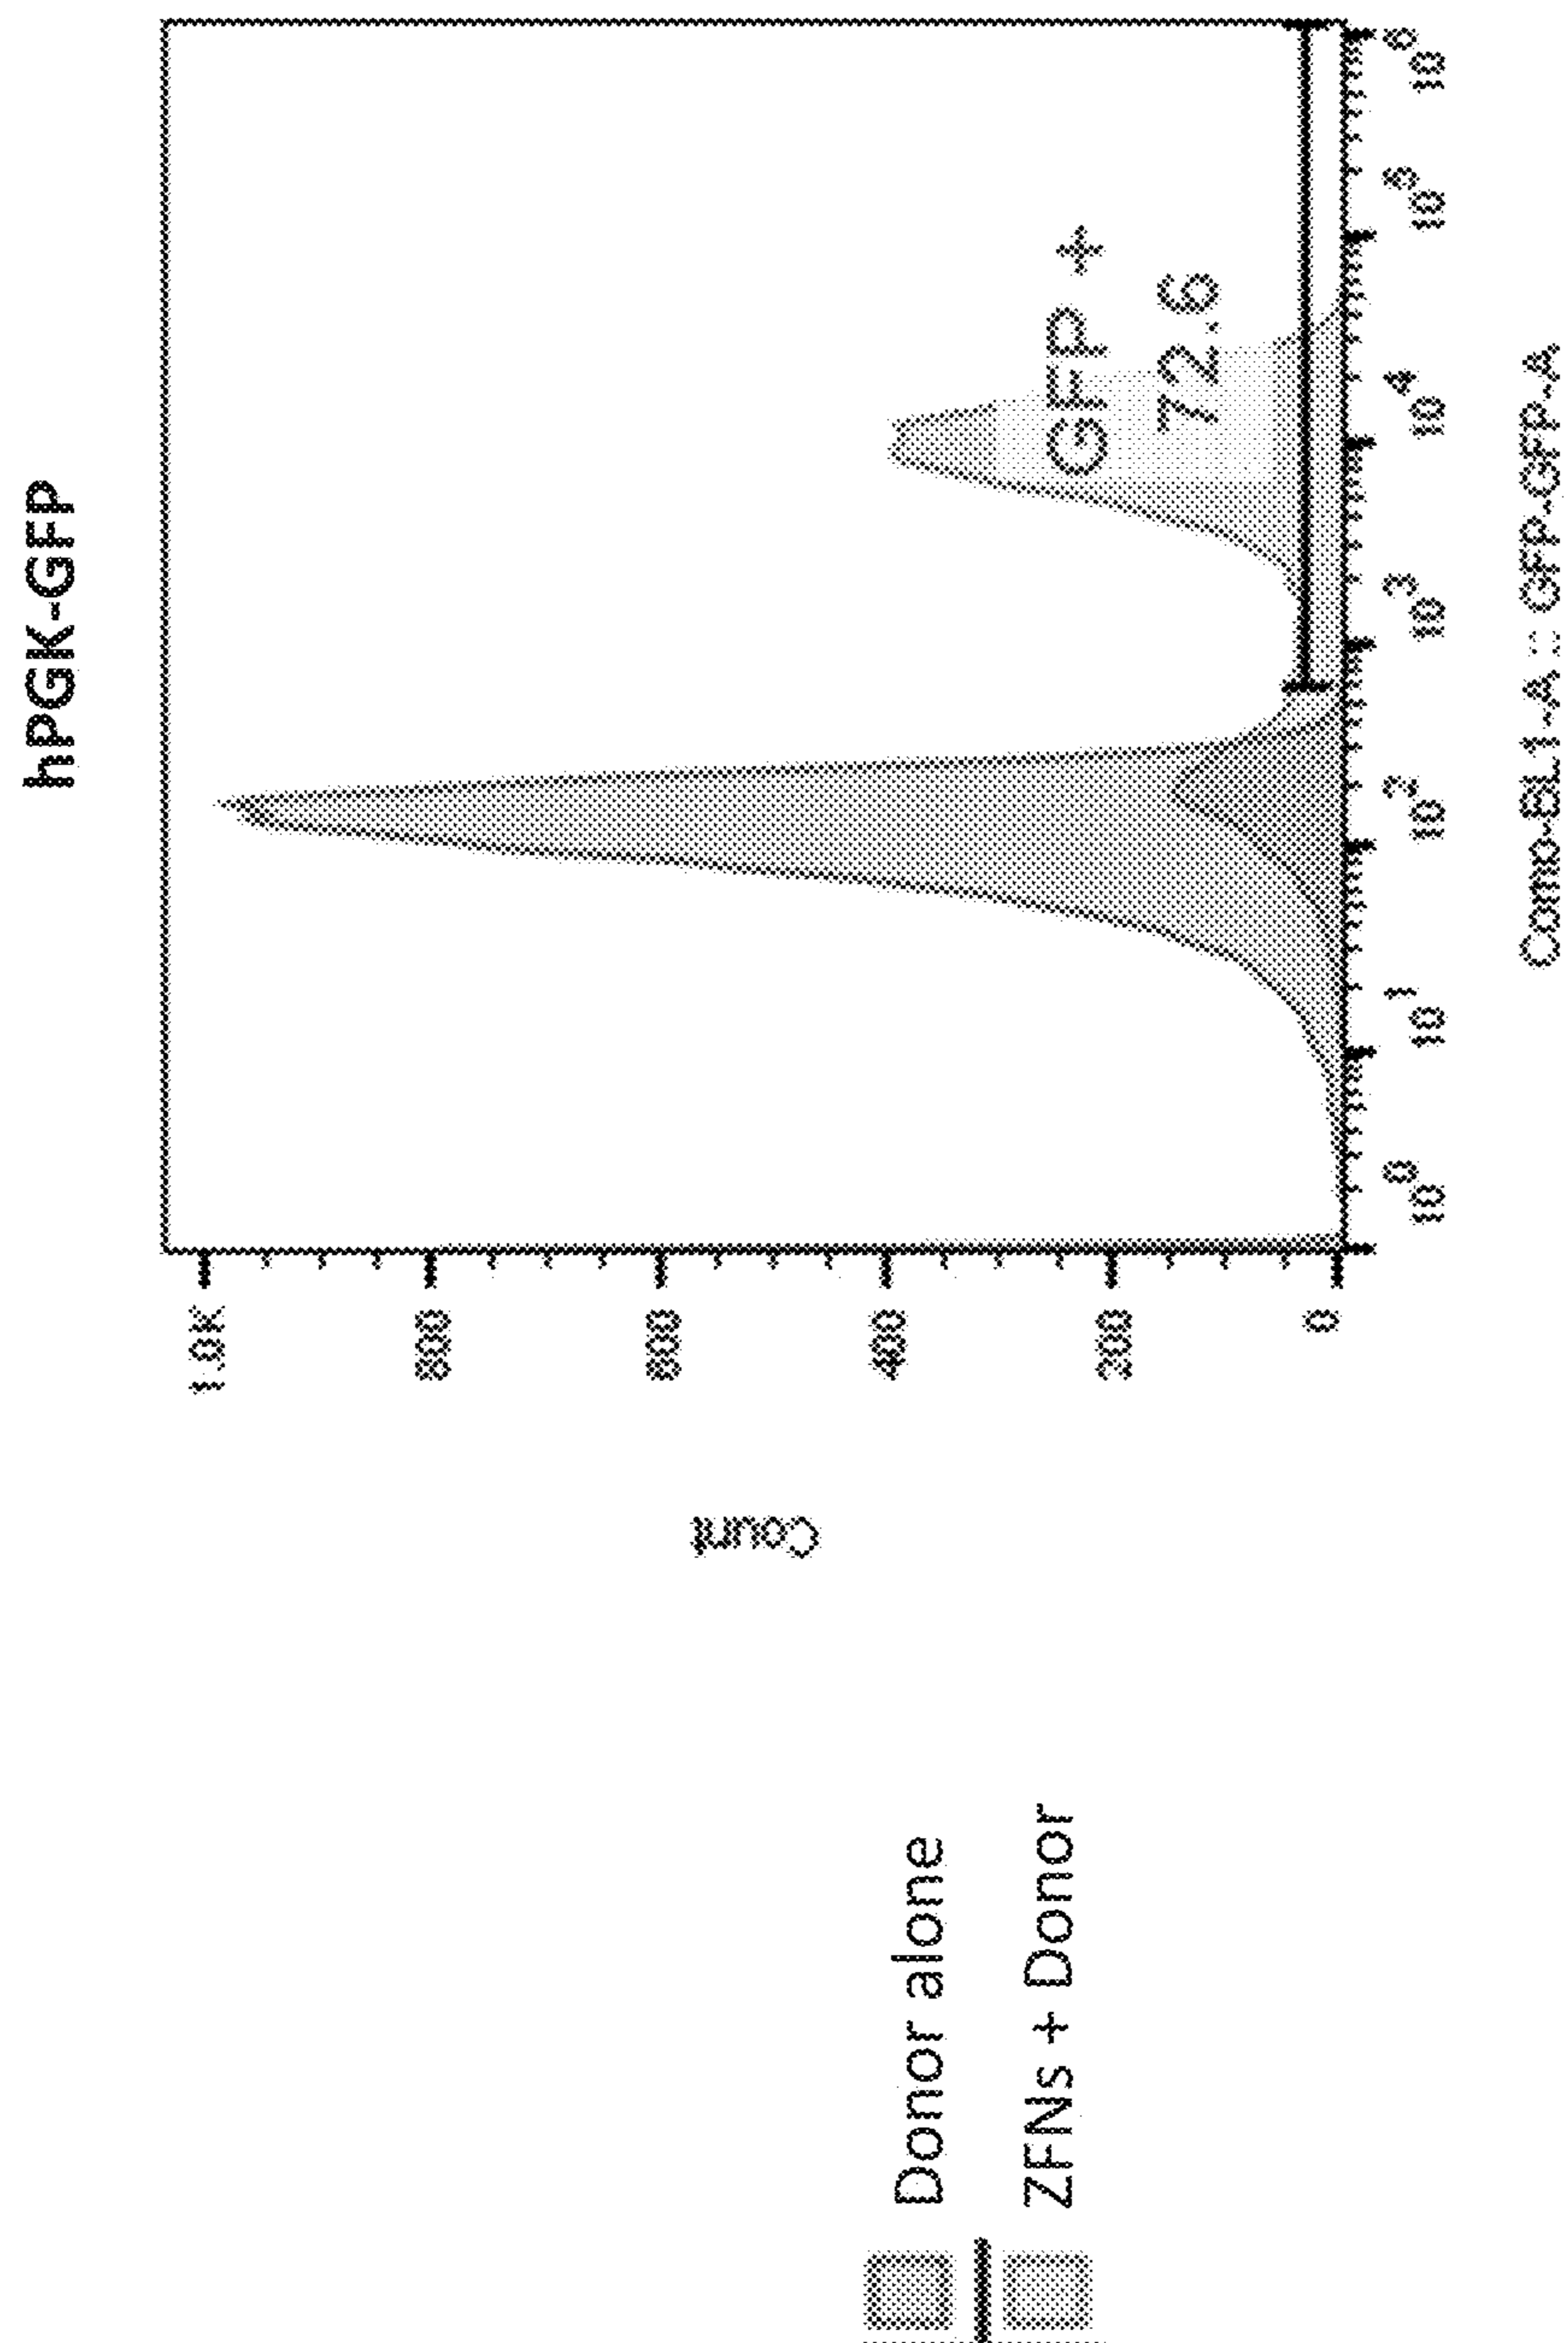 hPGK-GFP
1.0K
800
600
400
200
0
Count
GFP +
72.6
10^0 10^1 10^2 10^3 10^4 10^5 10^6
Comp-BL1-A :: GFP-GFP-A
Donor alone
ZFNs + Donor